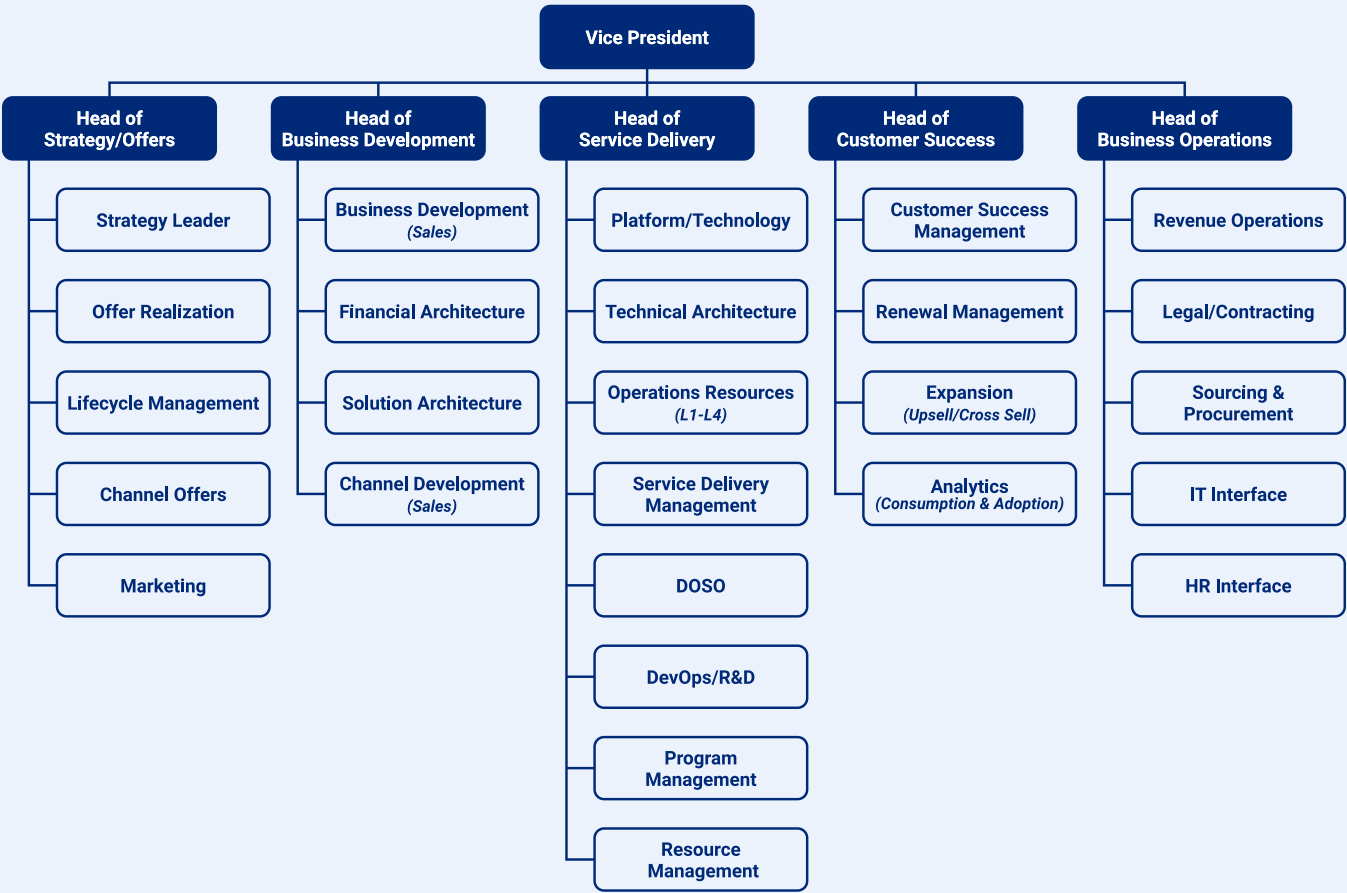 Vice President
Head of
Strategy/Offers
Strategy Leader
Offer Realization
Lifecycle Management
Channel Offers
Marketing
Head of
Business Development
Business Development
(Sales)
Financial Architecture
Solution Architecture
Channel Development
(Sales)
Head of
Service Delivery
Platform/Technology
Technical Architecture
Operations Resources
(L1-L4)
Service Delivery
Management
DOSO
DevOps/R&D
Program
Management
Resource
Management
Head of
Customer Success
Customer Success
Management
Renewal Management
Expansion
(Upsell/Cross Sell)
Analytics
(Consumption & Adoption)
Head of
Business Operations
Revenue Operations
Legal/Contracting
Sourcing &
Procurement
IT Interface
HR Interface